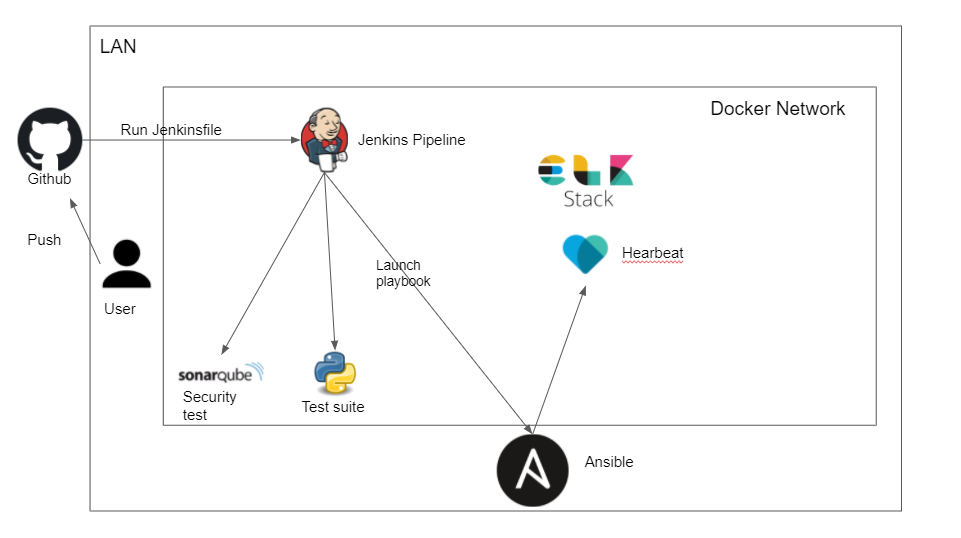 LAN
Docker Network
Run Jenkinsfile
Jenkins Pipeline
Github
Stack
Push
Hearbeat
Launch
playbook
User
sonarqube
Security
test
Test suite
Ansible